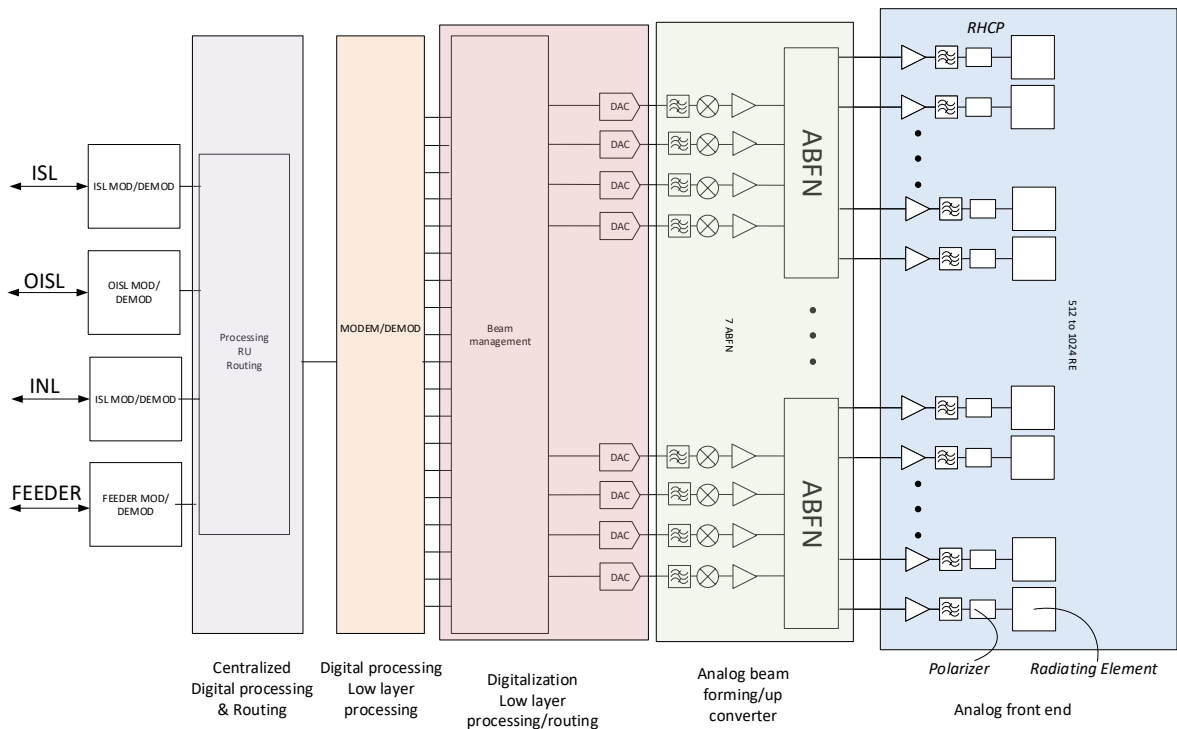 RHCP
DAC
DAC
DAC
DAC
ABFN
ISL
ISL MOD/DEMOD
OISL
OISL MOD/
DEMOD
INL
ISL MOD/DEMOD
FEEDER
FEEDER MOD/
DEMOD
Processing
RU
Routing
MODEM/DEMOD
Beam
management
7 ABFN
512 to 1024 RE
DAC
DAC
DAC
DAC
ABFN
Polarizer
Radiating Element
Centralized
Digital processing
& Routing
Digital processing
Low layer
processing
Digitalization
Low layer
processing/routing
Analog beam
forming/up
converter
Analog front end